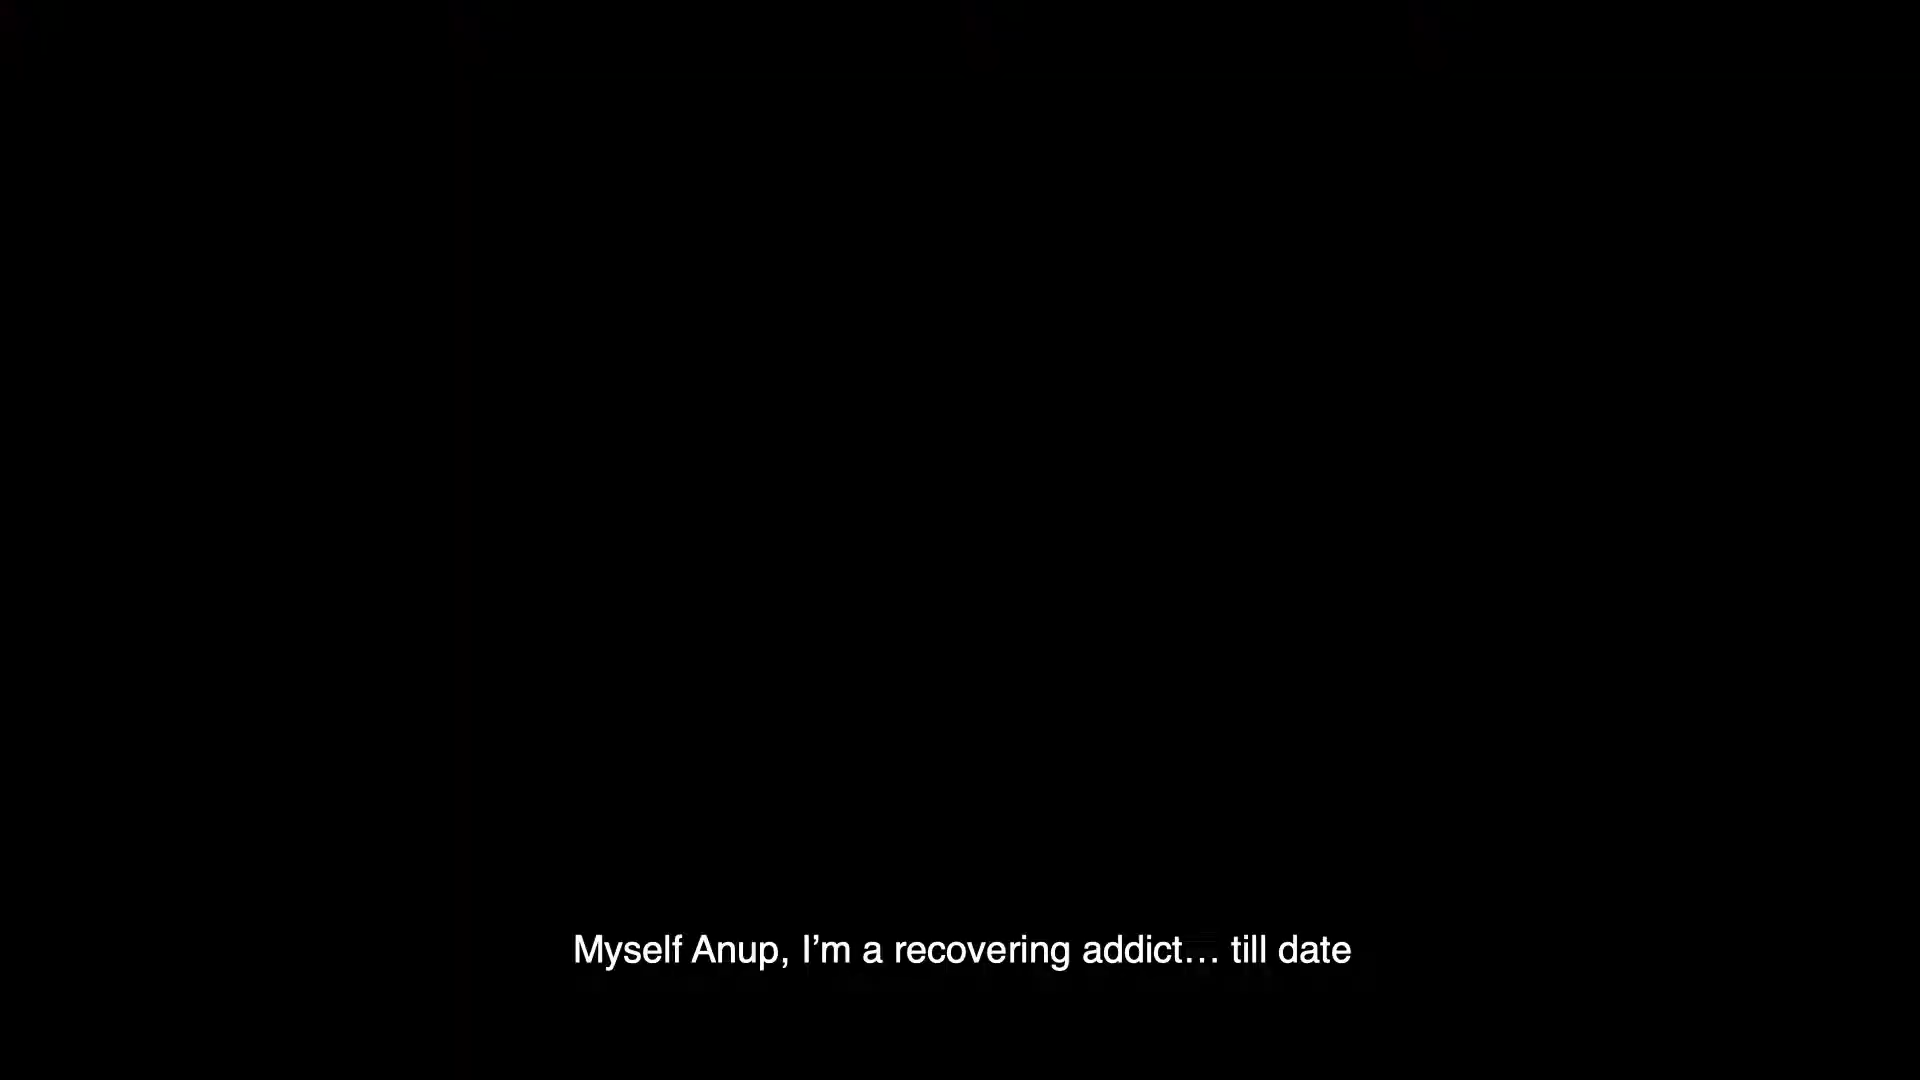 Myself Anup, I’m a recovering addict… till date